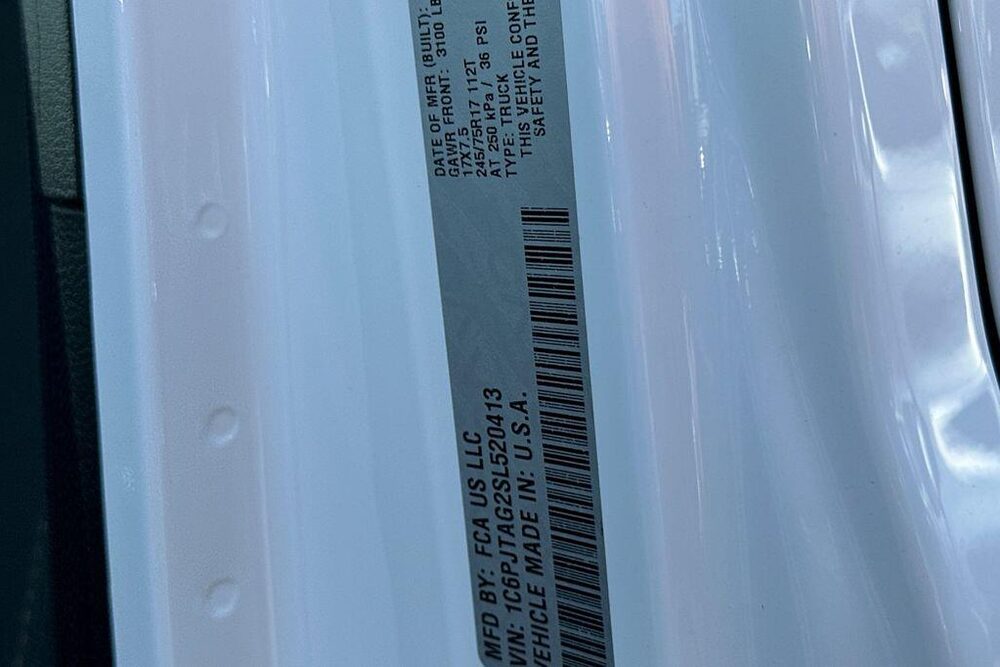 MFD BY: FCA US LLC
VIN: 1C6PJTAG2SL520413
VEHICLE MADE IN: U.S.A.
DATE OF MFR (BUILT):
GAWR FRONT: 3100 LB
17X7.5
245/75R17 112T
AT 250 kPa / 36 PSI
TYPE: TRUCK
THIS VEHICLE CONF
SAFETY AND THE